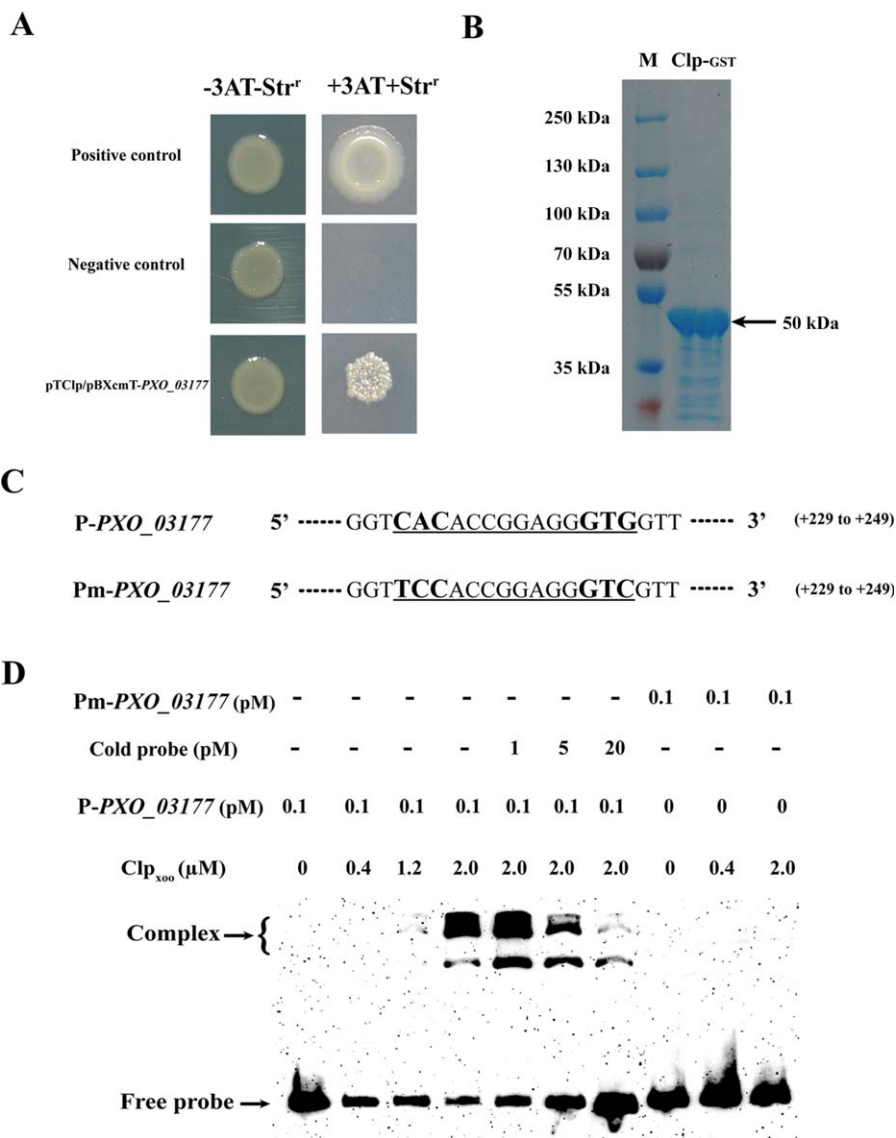 A
-3AT-Strʳ +3AT+Strʳ
Positive control
Negative control
pTClp/pBXcmT-PXO_03177
B
M Clp-GST
250 kDa
130 kDa
100 kDa
70 kDa
55 kDa
50 kDa
35 kDa
C
P-PXO_03177 5’ ------ GGTCACACCGGAGGGTGGTT ------ 3’ (+229 to +249)
Pm-PXO_03177 5’ ------ GGTTCCACCGGAGGGTCGTT ------ 3’ (+229 to +249)
D
Pm-PXO_03177 (pM) - - - - - - - 0.1 0.1 0.1
Cold probe (pM) - - - - 1 5 20 - - -
P-PXO_03177 (pM) 0.1 0.1 0.1 0.1 0.1 0.1 0.1 0 0 0
Clpxoo (μM) 0 0.4 1.2 2.0 2.0 2.0 2.0 0 0.4 2.0
Complex
Free probe